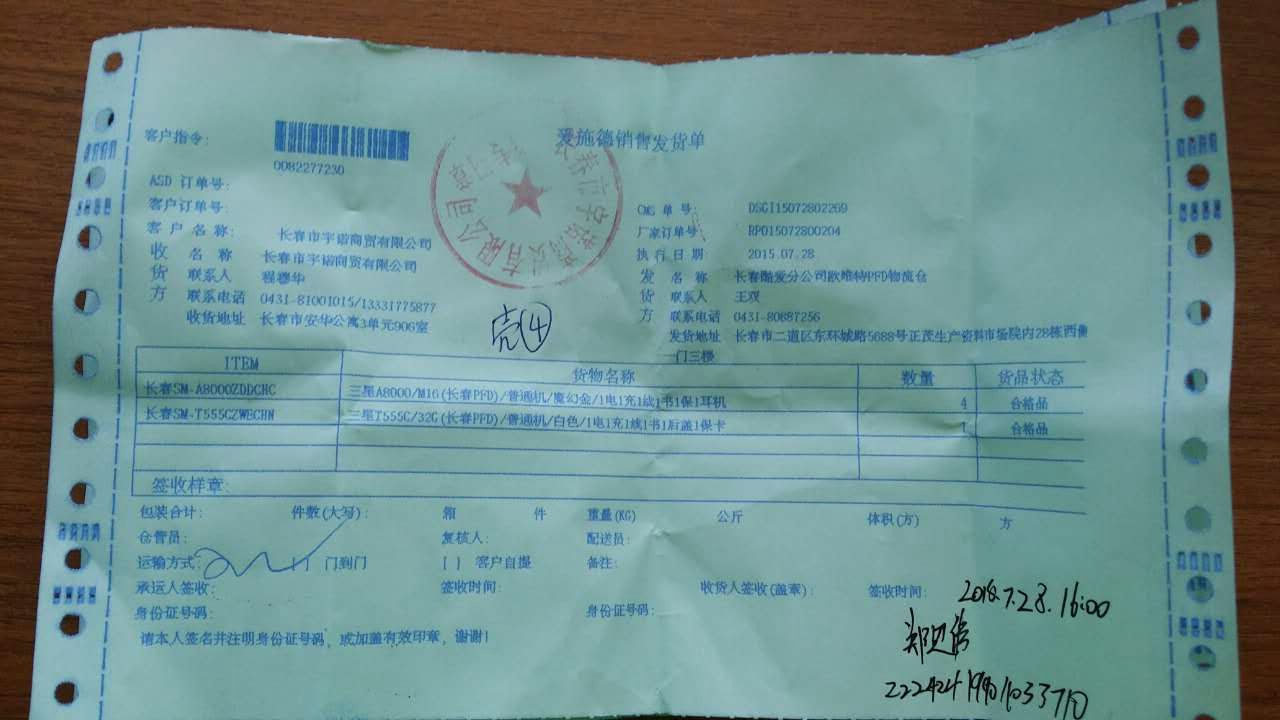 爱施德销售发货单
客户指令：
0082277230
ASD 订单号：
客户订单号：
客 户 名 称： 长春市宇诺商贸有限公司
收 名 称 长春市宇诺商贸有限公司
货 联系人 程穗华
方 联系电话 0431-81001015/13331775877
收货地址 长春市安华公寓3单元906室
CMS 单 号： DSGI15072802269
厂家订单号： RPO15072800204
执 行 日 期： 2015.07.28
发 名 称 长春酷爱分公司欧唯特PFD物流仓
货 联系人 王双
方 联系电话 0431-80887256
发货地址 长春市二道区东环城路5688号正茂生产资料市场院内28栋西侧
一门三楼
壳④
ITEM 货物名称 数量 货品状态
长春SM-A8000ZDDCHC 三星A8000/M16(长春PFD)/普通机/魔幻金/1电1充1线1书1保1耳机 4 合格品
长春SM-T555CZWECHN 三星T555C/32G(长春PFD)/普通机/白色/1电1充1线1书1后盖1保卡 1 合格品
签收样章：
包装合计： 件数(大写)： 箱 件 重量(KG) 公斤 体积(方) 方
仓管员： 复核人： 配送员：
运输方式： 门到门 [ ] 客户自提 备注：
承运人签收： 签收时间： 收货人签收(盖章)： 签收时间：
身份证号码： 身份证号码：
请本人签名并注明身份证号码，或加盖有效印章，谢谢！
7.28. 16:00